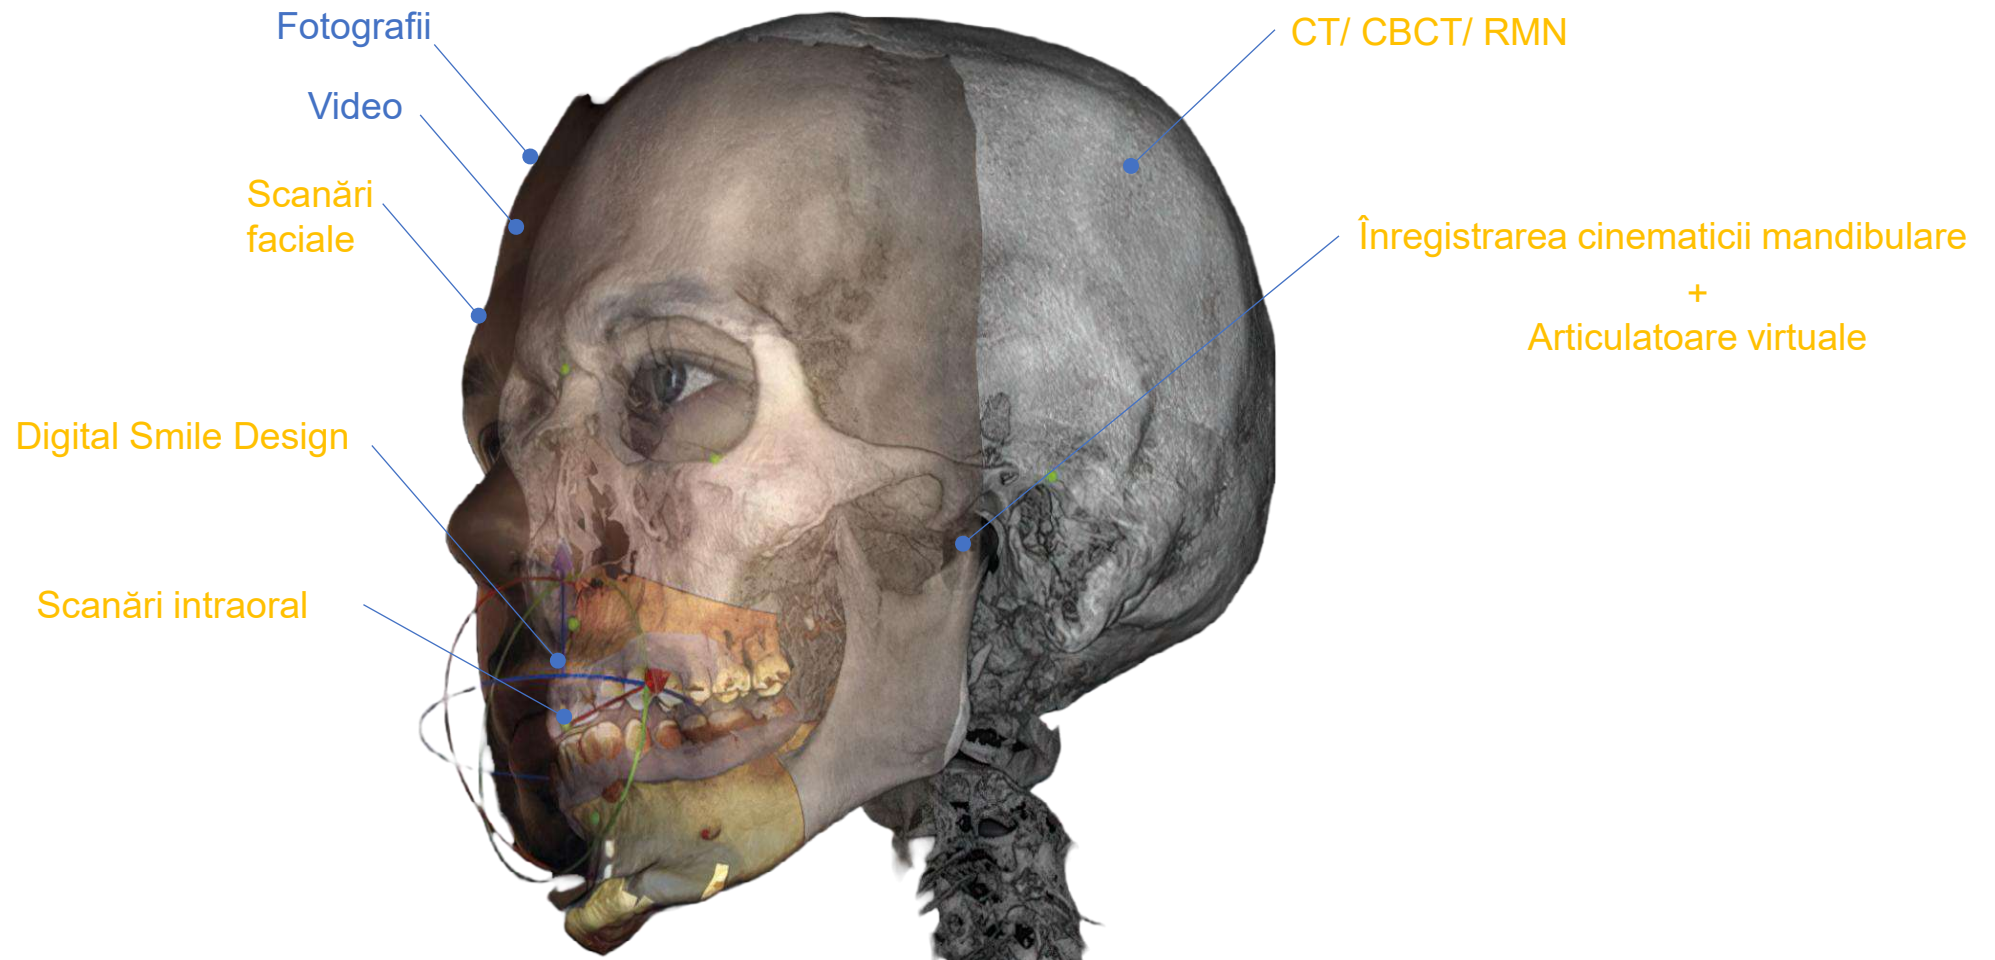 Fotografii
Video
Scanări
faciale
Digital Smile Design
Scanări intraoral
CT/ CBCT/ RMN
Înregistrarea cinematicii mandibulare
+
Articulatoare virtuale